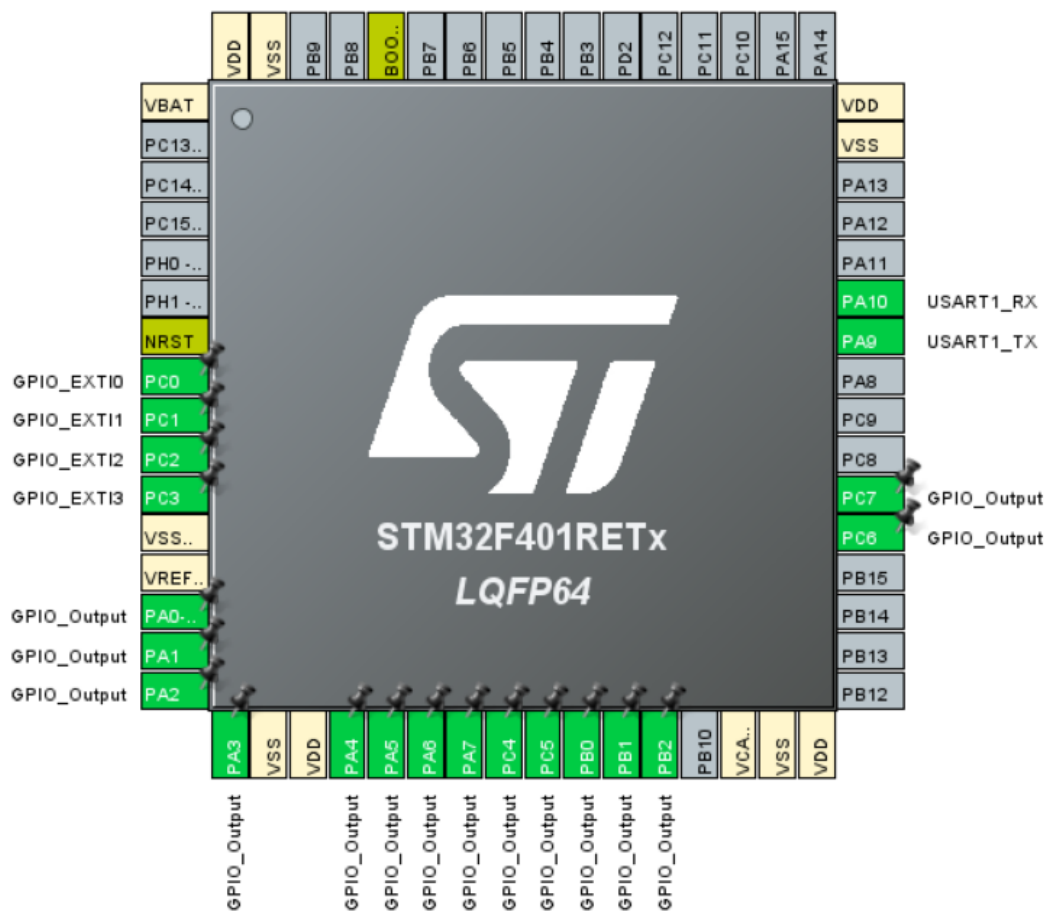 VDD VSS PB9 PB8 BOO.. PB7 PB6 PB5 PB4 PB3 PD2 PC12 PC11 PC10 PA15 PA14
VBAT VDD
PC13.. VSS
PC14.. PA13
PC15.. PA12
PH0 -.. PA11
PH1 -.. PA10 USART1_RX
NRST PA9 USART1_TX
GPIO_EXTI0 PC0 PA8
GPIO_EXTI1 PC1 PC9
GPIO_EXTI2 PC2 PC8
GPIO_EXTI3 PC3 PC7 GPIO_Output
VSS.. PC6 GPIO_Output
VREF.. PB15
GPIO_Output PA0-.. PB14
GPIO_Output PA1 PB13
GPIO_Output PA2 PB12
ST
STM32F401RETx
LQFP64
PA3 VSS VDD PA4 PA5 PA6 PA7 PC4 PC5 PB0 PB1 PB2 PB10 VCA.. VSS VDD
GPIO_Output GPIO_Output GPIO_Output GPIO_Output GPIO_Output GPIO_Output GPIO_Output GPIO_Output GPIO_Output GPIO_Output